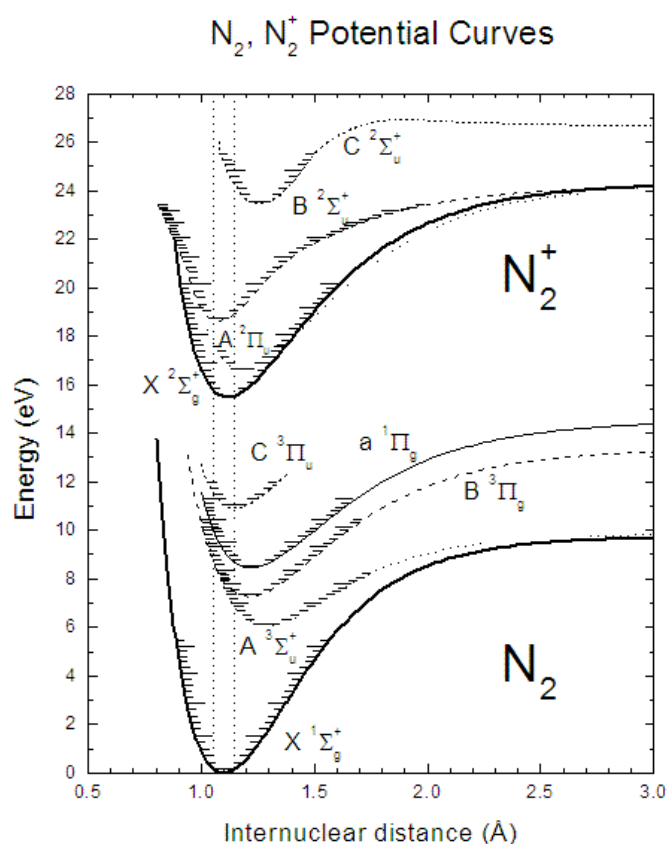 N₂, N₂⁺ Potential Curves
28
26
24
22
20
18
16
14
12
10
8
6
4
2
0
Energy (eV)
C ²Σᵤ⁺
B ²Σᵤ⁺
N₂⁺
A ²Πᵤ
X ²Σg⁺
C ³Πᵤ
a ¹Πg
B ³Πg
A ³Σᵤ⁺
N₂
X ¹Σg⁺
0.5 1.0 1.5 2.0 2.5 3.0
Internuclear distance (Å)